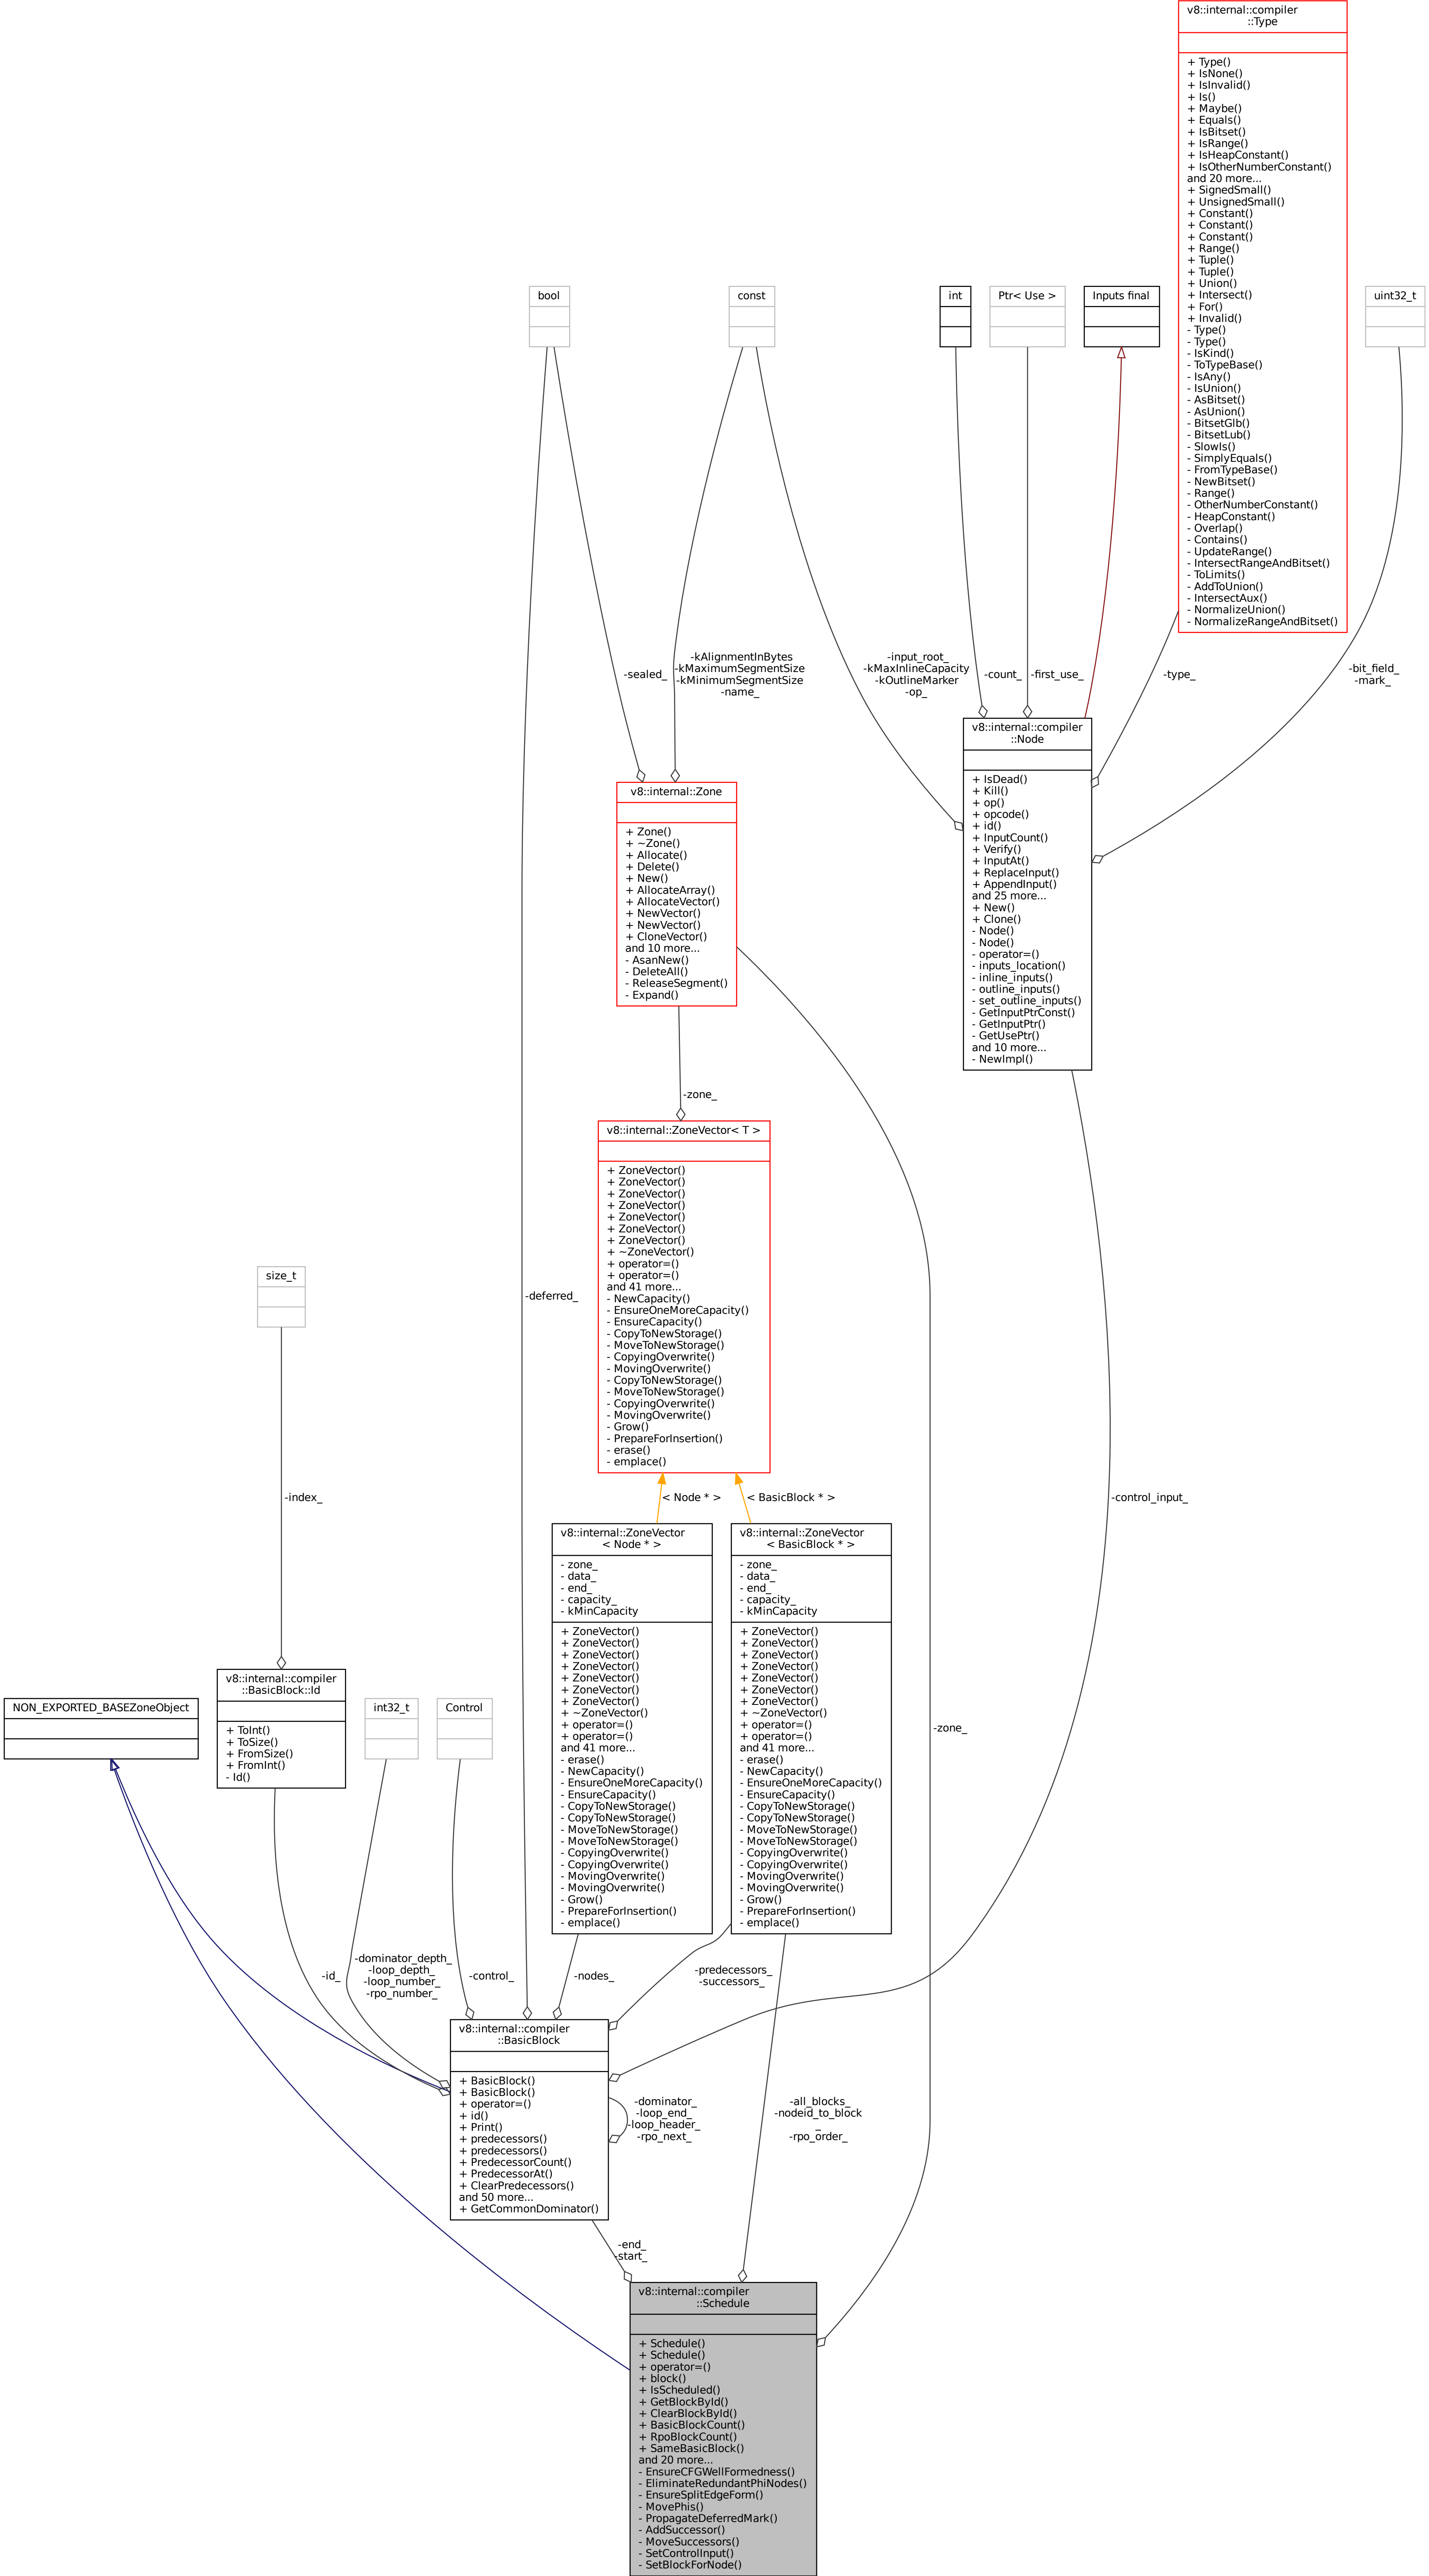 v8::internal::compiler
::Type
+ Type()
+ IsNone()
+ IsInvalid()
+ Is()
+ Maybe()
+ Equals()
+ IsBitset()
+ IsRange()
+ IsHeapConstant()
+ IsOtherNumberConstant()
and 20 more...
+ SignedSmall()
+ UnsignedSmall()
+ Constant()
+ Constant()
+ Constant()
+ Range()
+ Tuple()
+ Tuple()
+ Union()
+ Intersect()
+ For()
+ Invalid()
- Type()
- Type()
- IsKind()
- ToTypeBase()
- IsAny()
- IsUnion()
- AsBitset()
- AsUnion()
- BitsetGlb()
- BitsetLub()
- SlowIs()
- SimplyEquals()
- FromTypeBase()
- NewBitset()
- Range()
- OtherNumberConstant()
- HeapConstant()
- Overlap()
- Contains()
- UpdateRange()
- IntersectRangeAndBitset()
- ToLimits()
- AddToUnion()
- IntersectAux()
- NormalizeUnion()
- NormalizeRangeAndBitset()
bool
const
int
Ptr< Use >
Inputs final
uint32_t
-sealed_
-kAlignmentInBytes
-kMaximumSegmentSize
-kMinimumSegmentSize
-name_
-input_root_
-kMaxInlineCapacity
-kOutlineMarker
-op_
-count_
-first_use_
-type_
-bit_field_
-mark_
v8::internal::compiler
::Node
+ IsDead()
+ Kill()
+ op()
+ opcode()
+ id()
+ InputCount()
+ Verify()
+ InputAt()
+ ReplaceInput()
+ AppendInput()
and 25 more...
+ New()
+ Clone()
- Node()
- Node()
- operator=()
- inputs_location()
- inline_inputs()
- outline_inputs()
- set_outline_inputs()
- GetInputPtrConst()
- GetInputPtr()
- GetUsePtr()
and 10 more...
- NewImpl()
v8::internal::Zone
+ Zone()
+ ~Zone()
+ Allocate()
+ Delete()
+ New()
+ AllocateArray()
+ AllocateVector()
+ NewVector()
+ NewVector()
+ CloneVector()
and 10 more...
- AsanNew()
- DeleteAll()
- ReleaseSegment()
- Expand()
-zone_
v8::internal::ZoneVector< T >
+ ZoneVector()
+ ZoneVector()
+ ZoneVector()
+ ZoneVector()
+ ZoneVector()
+ ZoneVector()
+ ZoneVector()
+ ~ZoneVector()
+ operator=()
+ operator=()
and 41 more...
- NewCapacity()
- EnsureOneMoreCapacity()
- EnsureCapacity()
- CopyToNewStorage()
- MoveToNewStorage()
- CopyingOverwrite()
- MovingOverwrite()
- CopyToNewStorage()
- MoveToNewStorage()
- CopyingOverwrite()
- MovingOverwrite()
- Grow()
- PrepareForInsertion()
- erase()
- emplace()
size_t
-deferred_
-index_
< Node * >
< BasicBlock * >
-control_input_
v8::internal::ZoneVector
< Node * >
- zone_
- data_
- end_
- capacity_
- kMinCapacity
+ ZoneVector()
+ ZoneVector()
+ ZoneVector()
+ ZoneVector()
+ ZoneVector()
+ ZoneVector()
+ ZoneVector()
+ ~ZoneVector()
+ operator=()
+ operator=()
and 41 more...
- erase()
- NewCapacity()
- EnsureOneMoreCapacity()
- EnsureCapacity()
- CopyToNewStorage()
- CopyToNewStorage()
- MoveToNewStorage()
- MoveToNewStorage()
- CopyingOverwrite()
- CopyingOverwrite()
- MovingOverwrite()
- MovingOverwrite()
- Grow()
- PrepareForInsertion()
- emplace()
v8::internal::ZoneVector
< BasicBlock * >
- zone_
- data_
- end_
- capacity_
- kMinCapacity
+ ZoneVector()
+ ZoneVector()
+ ZoneVector()
+ ZoneVector()
+ ZoneVector()
+ ZoneVector()
+ ZoneVector()
+ ~ZoneVector()
+ operator=()
+ operator=()
and 41 more...
- erase()
- NewCapacity()
- EnsureOneMoreCapacity()
- EnsureCapacity()
- CopyToNewStorage()
- CopyToNewStorage()
- MoveToNewStorage()
- MoveToNewStorage()
- CopyingOverwrite()
- CopyingOverwrite()
- MovingOverwrite()
- MovingOverwrite()
- Grow()
- PrepareForInsertion()
- emplace()
-zone_
NON_EXPORTED_BASEZoneObject
v8::internal::compiler
::BasicBlock::Id
+ ToInt()
+ ToSize()
+ FromSize()
+ FromInt()
- Id()
int32_t
Control
-id_
-dominator_depth_
-loop_depth_
-loop_number_
-rpo_number_
-control_
-nodes_
-predecessors_
-successors_
v8::internal::compiler
::BasicBlock
+ BasicBlock()
+ BasicBlock()
+ operator=()
+ id()
+ Print()
+ predecessors()
+ predecessors()
+ PredecessorCount()
+ PredecessorAt()
+ ClearPredecessors()
and 50 more...
+ GetCommonDominator()
-dominator_
-loop_end_
-loop_header_
-rpo_next_
-all_blocks_
-nodeid_to_block
_
-rpo_order_
-end_
-start_
v8::internal::compiler
::Schedule
+ Schedule()
+ Schedule()
+ operator=()
+ block()
+ IsScheduled()
+ GetBlockById()
+ ClearBlockById()
+ BasicBlockCount()
+ RpoBlockCount()
+ SameBasicBlock()
and 20 more...
- EnsureCFGWellFormedness()
- EliminateRedundantPhiNodes()
- EnsureSplitEdgeForm()
- MovePhis()
- PropagateDeferredMark()
- AddSuccessor()
- MoveSuccessors()
- SetControlInput()
- SetBlockForNode()